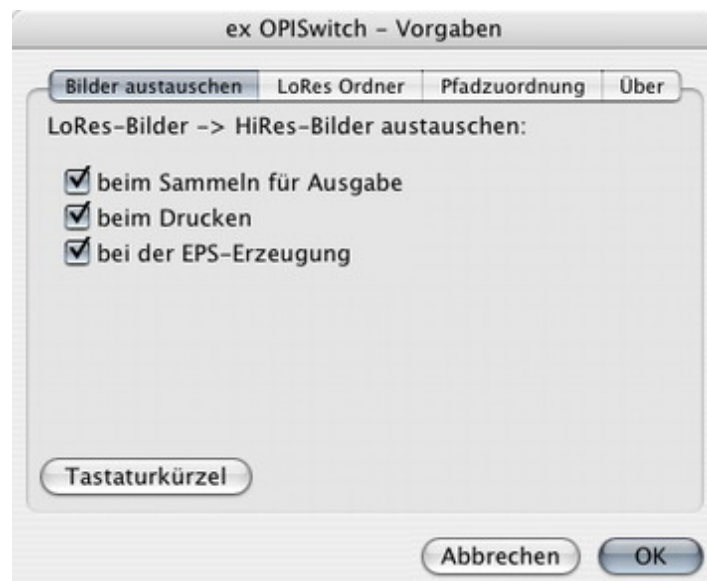 ex OPISwitch – Vorgaben
Bilder austauschen LoRes Ordner Pfadzuordnung Über
LoRes-Bilder -> HiRes-Bilder austauschen:
beim Sammeln für Ausgabe
beim Drucken
bei der EPS-Erzeugung
Tastaturkürzel
Abbrechen OK